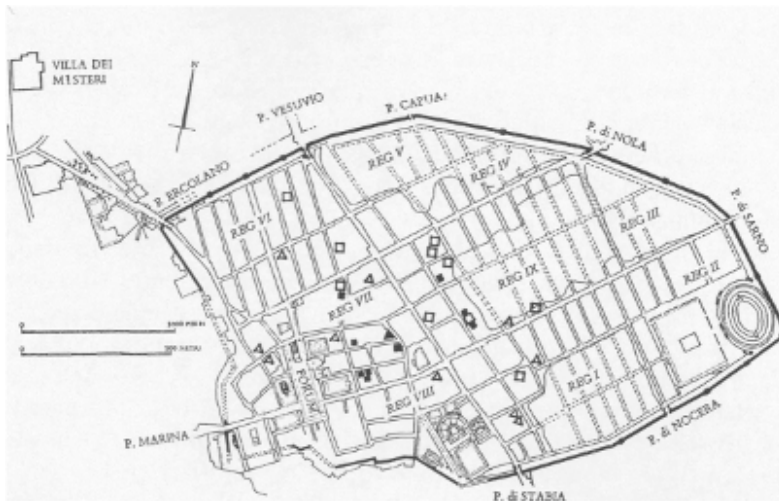 VILLA DEI
MISTERI
N
P. VESUVIO
P. CAPUA
P. di NOLA
P. ERCOLANO
REG V
REG IV
REG VI
REG III
P. di SARNO
REG IX
REG II
REG VII
FORUM
REG I
REG VIII
P. MARINA
P. di NOCERA
P. di STABIA